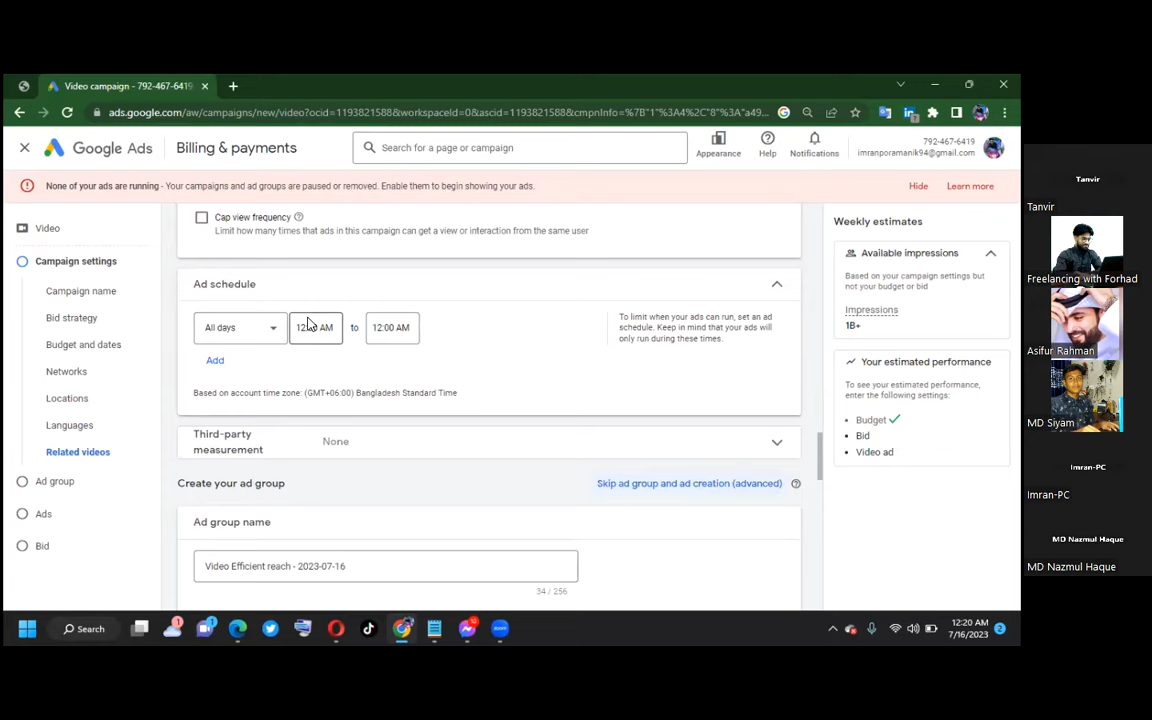 Video campaign - 792-467-6419
ads.google.com/aw/campaigns/new/video?ocid=1193821588&workspaceId=0&ascid=1193821588&cmpnInfo=%7B"1"%3A4%2C"8"%3A"a49...
Google Ads
Billing & payments
Search for a page or campaign
Appearance
Help
Notifications
792-467-6419
imranporamanik94@gmail.com
None of your ads are running - Your campaigns and ad groups are paused or removed. Enable them to begin showing your ads.
Hide
Learn more
Video
Campaign settings
Campaign name
Bid strategy
Budget and dates
Networks
Locations
Languages
Related videos
Ad group
Ads
Bid
Cap view frequency
Limit how many times that ads in this campaign can get a view or interaction from the same user
Ad schedule
All days
AM
to
12:00 AM
Add
To limit when your ads can run, set an ad
schedule. Keep in mind that your ads will
only run during these times.
Based on account time zone: (GMT+06:00) Bangladesh Standard Time
Third-party
measurement
None
Create your ad group
Skip ad group and ad creation (advanced)
Ad group name
Video Efficient reach - 2023-07-16
34 / 256
Weekly estimates
Available impressions
Based on your campaign settings but
not your budget or bid
Impressions
1B+
Your estimated performance
To see your estimated performance,
enter the following settings:
Budget
Bid
Video ad
Tanvir
Tanvir
Freelancing with Forhad
Asifur Rahman
MD Siyam
Imran-PC
Imran-PC
MD Nazmul Haque
MD Nazmul Haque
Search
12:20 AM
7/16/2023
2